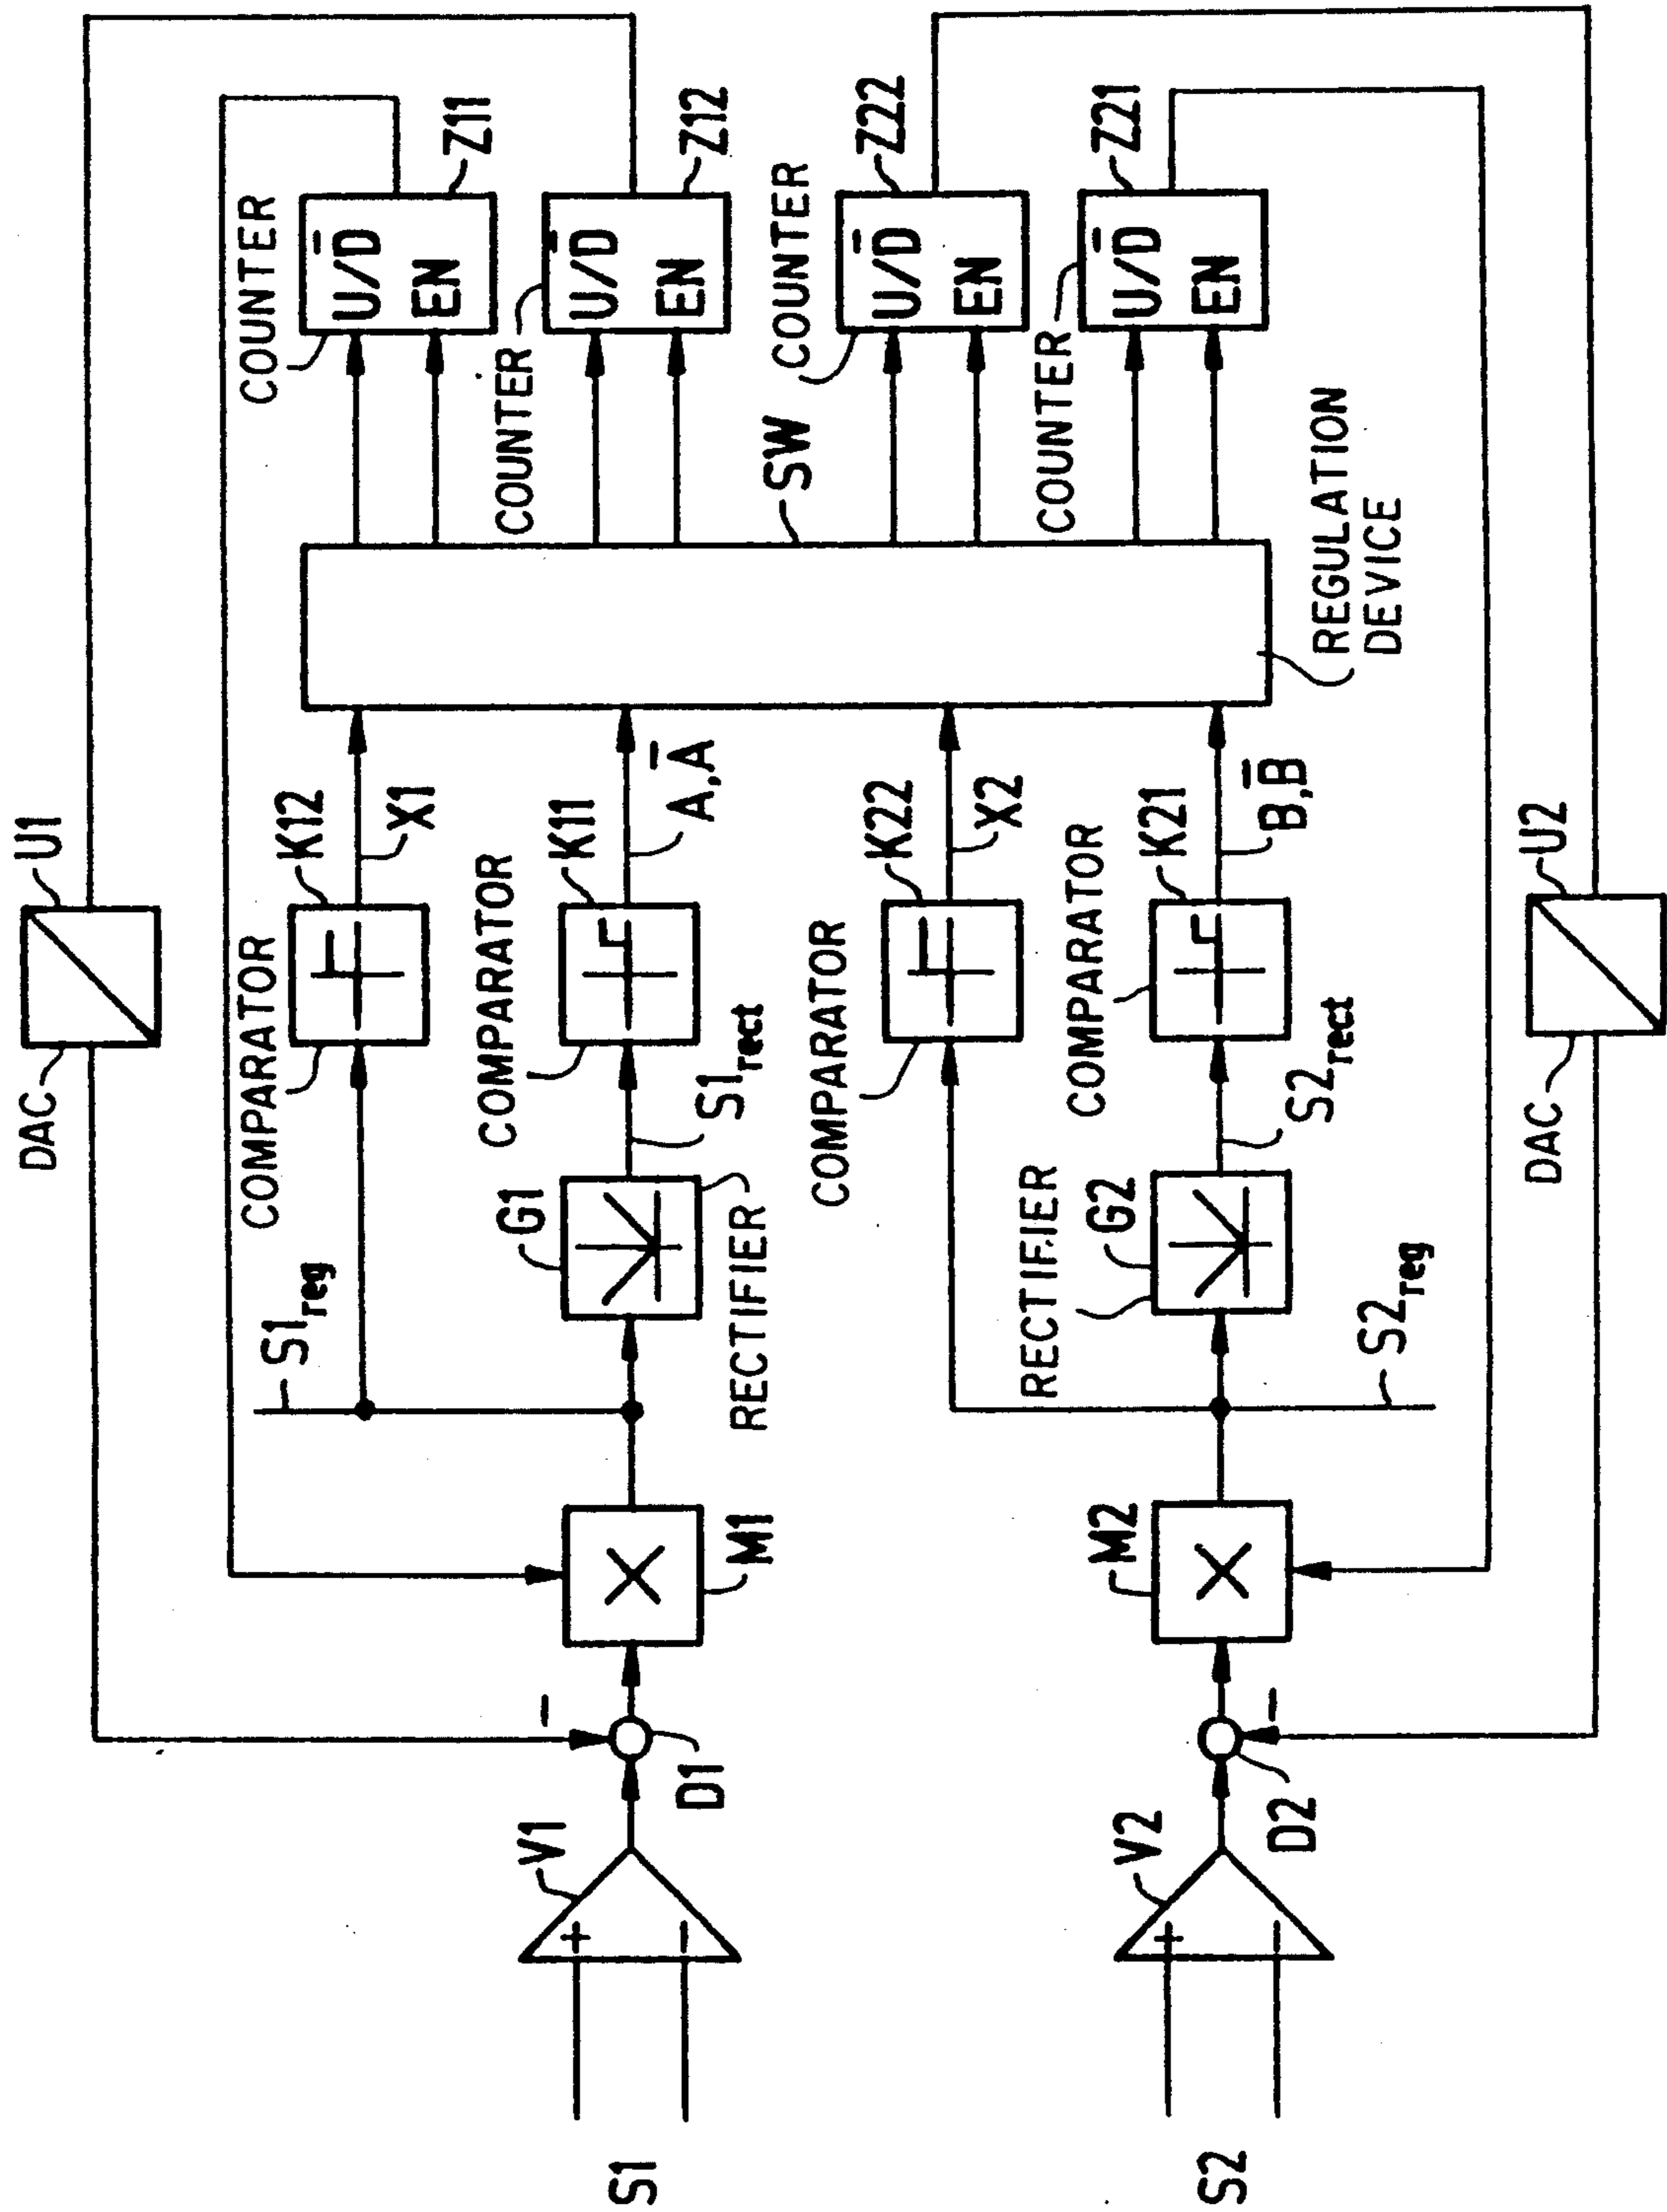 DAC
U1
COUNTER
U/D̅
EN
Z11
COMPARATOR
K12
X1
S1reg
COUNTER
U/D̅
EN
Z12
COMPARATOR
K11
A,A̅
S1rect
G1
RECTIFIER
M1
V1
+
−
−
D1
S1
SW
COUNTER
U/D̅
EN
Z222
COMPARATOR
K22
X2
COUNTER
U/D̅
EN
Z21
COMPARATOR
K21
B,B̅
S2rect
RECTIFIER
G2
S2reg
REGULATION
DEVICE
M2
V2
+
−
−
D2
S2
DAC
U2